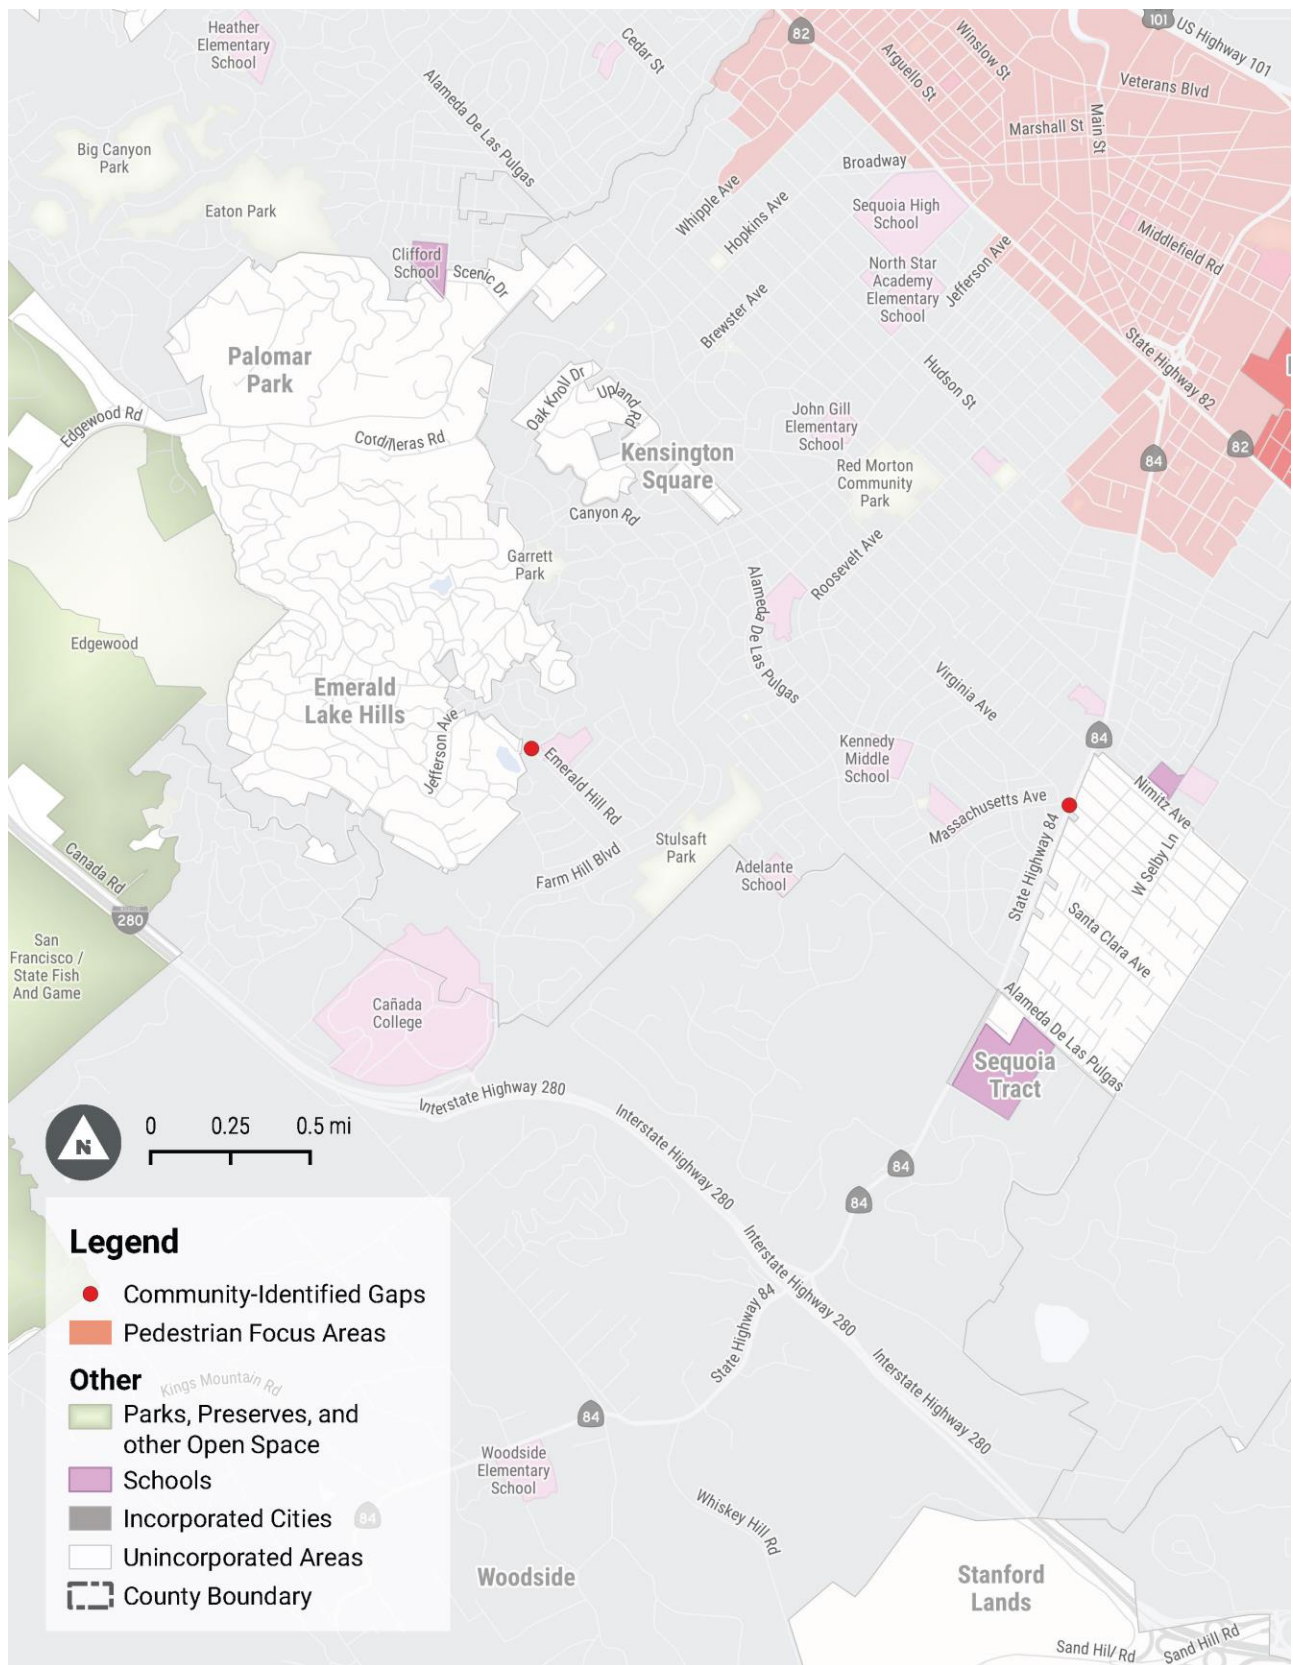 Heather
Elementary
School
Cedar St
Alameda De Las Pulgas
82
Arguello St
Winslow St
101
US Highway 101
Veterans Blvd
Main St
Marshall St
Broadway
Big Canyon
Park
Eaton Park
Whipple Ave
Hopkins Ave
Sequoia High
School
Middlefield Rd
Clifford
School
Scenic Dr
North Star
Academy
Elementary
School
Jefferson Ave
Brewster Ave
State Highway 82
Palomar
Park
Oak Knoll Dr
Upland Rd
Hudson St
Edgewood Rd
Cordilleras Rd
John Gill
Elementary
School
Kensington
Square
84
82
Red Morton
Community
Park
Canyon Rd
Garrett
Park
Roosevelt Ave
Alameda De Las Pulgas
Edgewood
Emerald
Lake Hills
Jefferson Ave
Virginia Ave
84
Kennedy
Middle
School
Emerald Hill Rd
Massachusetts Ave
Nimitz Ave
State Highway 84
W Selby Ln
Stulsaft
Park
Farm Hill Blvd
Adelante
School
Canada Rd
280
Santa Clara Ave
San
Francisco /
State Fish
And Game
Cañada
College
Alameda De Las Pulgas
Sequoia
Tract
Interstate Highway 280
Interstate Highway 280
N
0 0.25 0.5 mi
84
84
Interstate Highway 280
State Highway 84
Interstate Highway 280
Legend
Community-Identified Gaps
Pedestrian Focus Areas
Other
Kings Mountain Rd
Parks, Preserves, and
other Open Space
Schools
Incorporated Cities
84
Unincorporated Areas
County Boundary
84
Woodside
Elementary
School
Whiskey Hill Rd
Woodside
Stanford
Lands
Sand Hill Rd
Sand Hill Rd